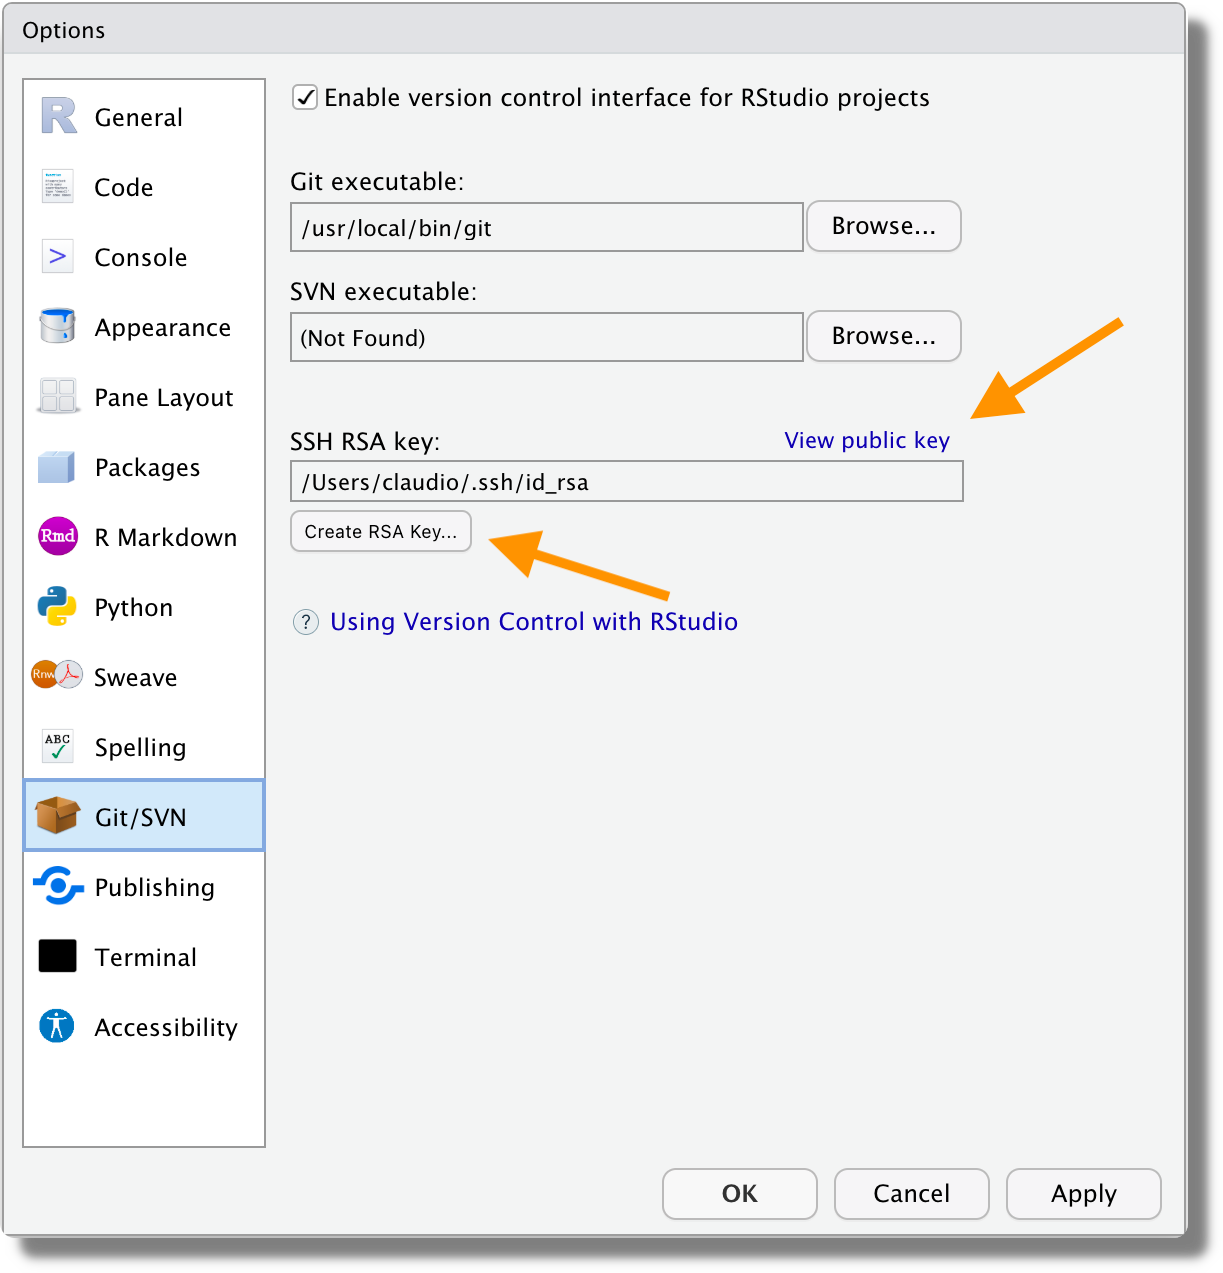 Options
General
Code
Console
Appearance
Pane Layout
Packages
Rmd
R Markdown
Python
Rnw
Sweave
ABC
Spelling
Git/SVN
Publishing
Terminal
Accessibility
Enable version control interface for RStudio projects
Git executable:
/usr/local/bin/git
Browse...
SVN executable:
(Not Found)
Browse...
SSH RSA key:
View public key
/Users/claudio/.ssh/id_rsa
Create RSA Key...
? Using Version Control with RStudio
OK
Cancel
Apply